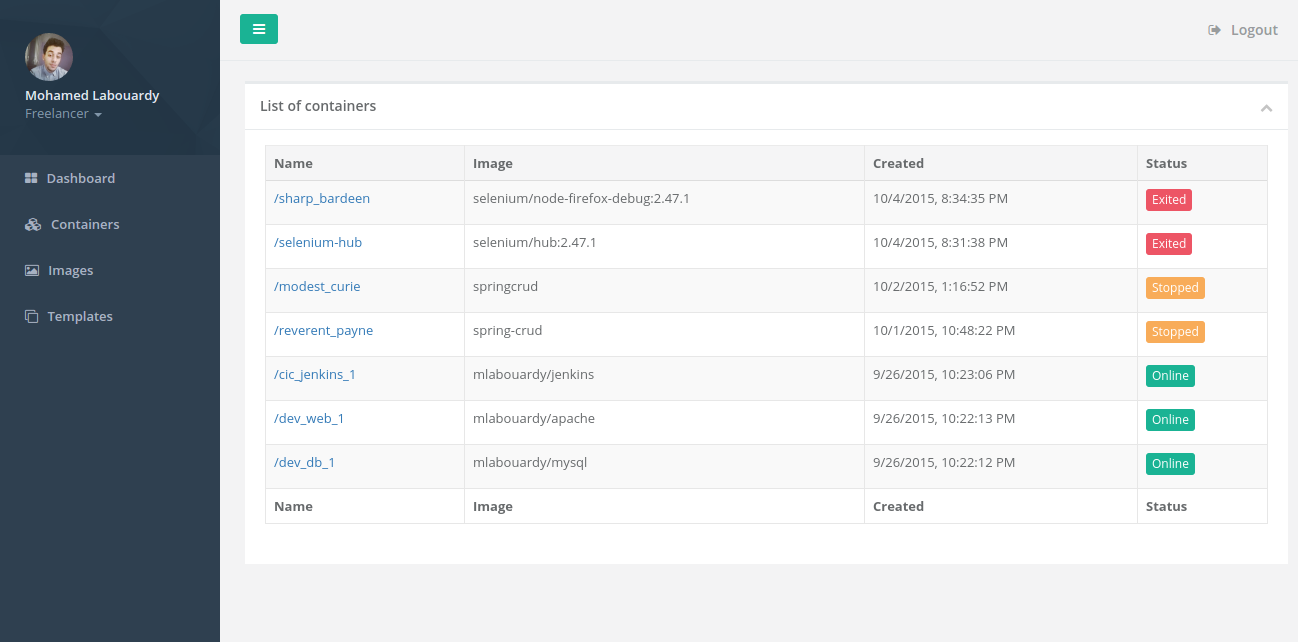 Mohamed Labouardy
Freelancer
Dashboard
Containers
Images
Templates
Logout
List of containers
Name Image Created Status
/sharp_bardeen selenium/node-firefox-debug:2.47.1 10/4/2015, 8:34:35 PM Exited
/selenium-hub selenium/hub:2.47.1 10/4/2015, 8:31:38 PM Exited
/modest_curie springcrud 10/2/2015, 1:16:52 PM Stopped
/reverent_payne spring-crud 10/1/2015, 10:48:22 PM Stopped
/cic_jenkins_1 mlabouardy/jenkins 9/26/2015, 10:23:06 PM Online
/dev_web_1 mlabouardy/apache 9/26/2015, 10:22:13 PM Online
/dev_db_1 mlabouardy/mysql 9/26/2015, 10:22:12 PM Online
Name Image Created Status